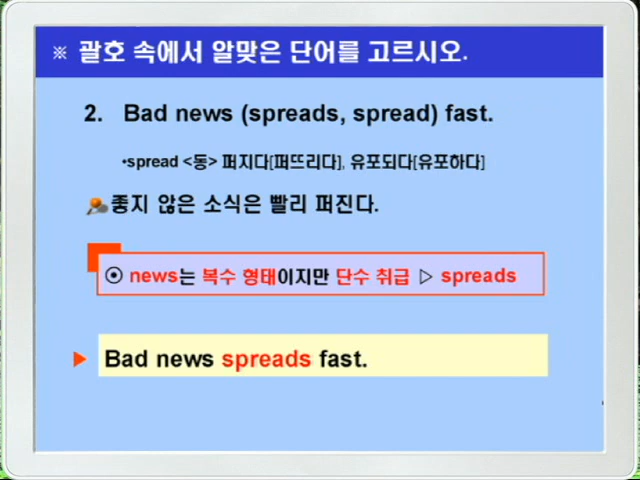 ※ 괄호 속에서 알맞은 단어를 고르시오.
2. Bad news (spreads, spread) fast.
•spread <동> 퍼지다[퍼뜨리다], 유포되다[유포하다]
좋지 않은 소식은 빨리 퍼진다.
⊙ news는 복수 형태이지만 단수 취급 ▷ spreads
▶ Bad news spreads fast.